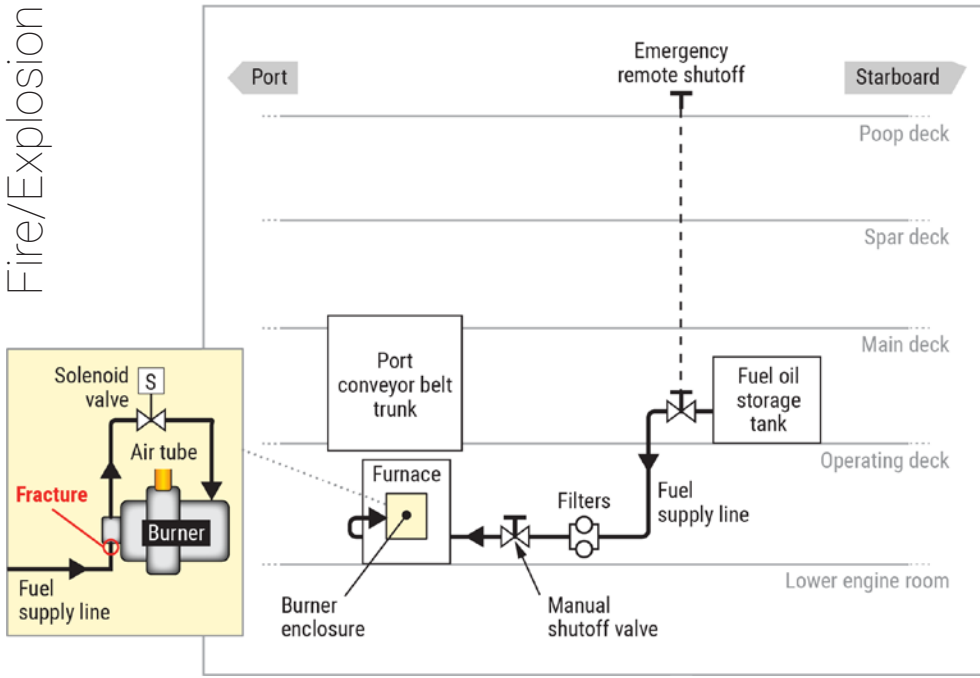 Fire/Explosion
Port
Emergency
remote shutoff
Starboard
Poop deck
Spar deck
Main deck
Port
conveyor belt
trunk
Fuel oil
storage
tank
Operating deck
Furnace
Filters
Fuel
supply line
Lower engine room
Burner
enclosure
Manual
shutoff valve
Solenoid
valve
S
Air tube
Fracture
Burner
Fuel
supply line